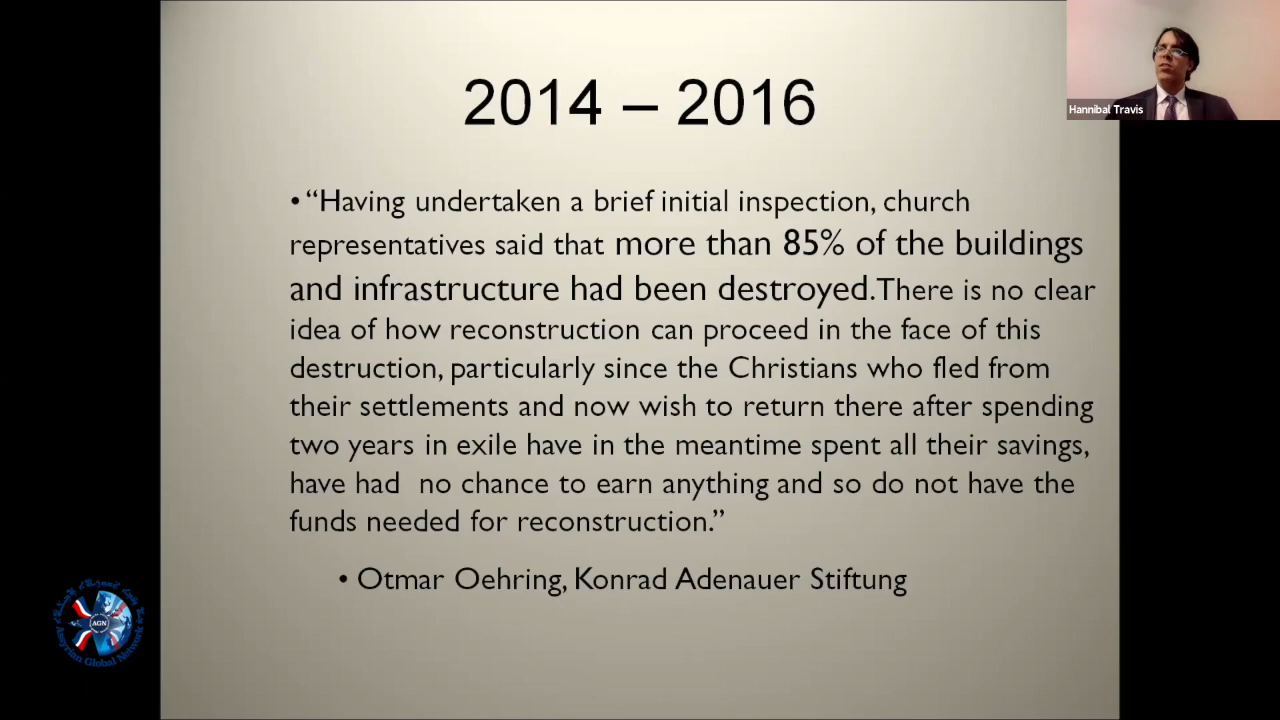 2014 – 2016
Hannibal Travis
• “Having undertaken a brief initial inspection, church
representatives said that more than 85% of the buildings
and infrastructure had been destroyed.There is no clear
idea of how reconstruction can proceed in the face of this
destruction, particularly since the Christians who fled from
their settlements and now wish to return there after spending
two years in exile have in the meantime spent all their savings,
have had  no chance to earn anything and so do not have the
funds needed for reconstruction.”
• Otmar Oehring, Konrad Adenauer Stiftung
AGN
Assyrian Global Network